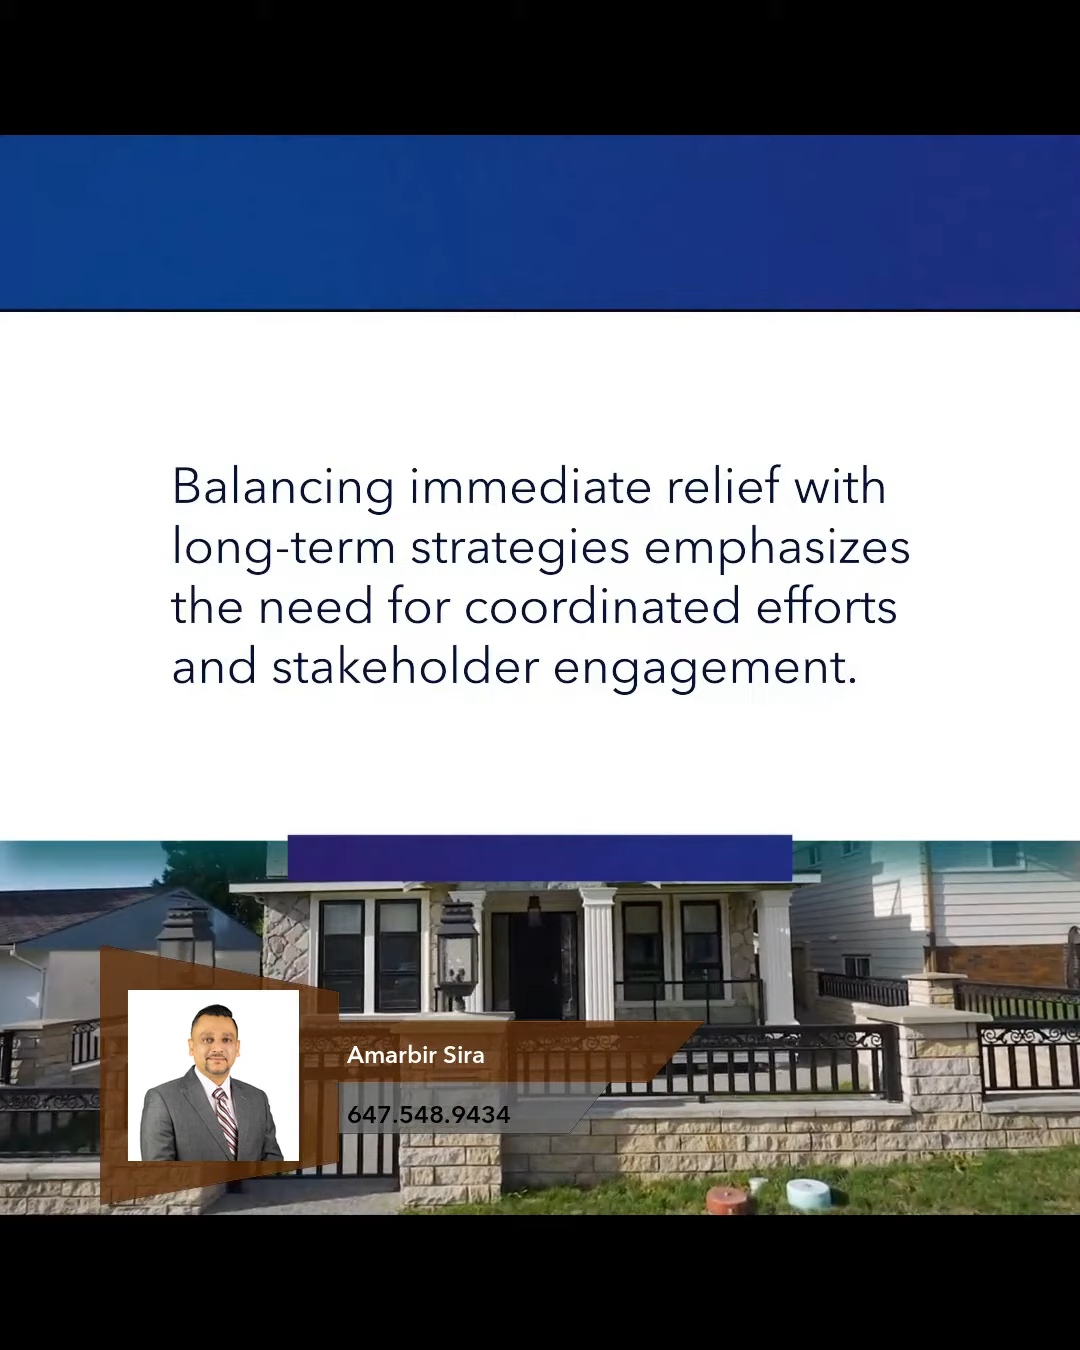 Balancing immediate relief with
long-term strategies emphasizes
the need for coordinated efforts
and stakeholder engagement.
Amarbir Sira
647.548.9434